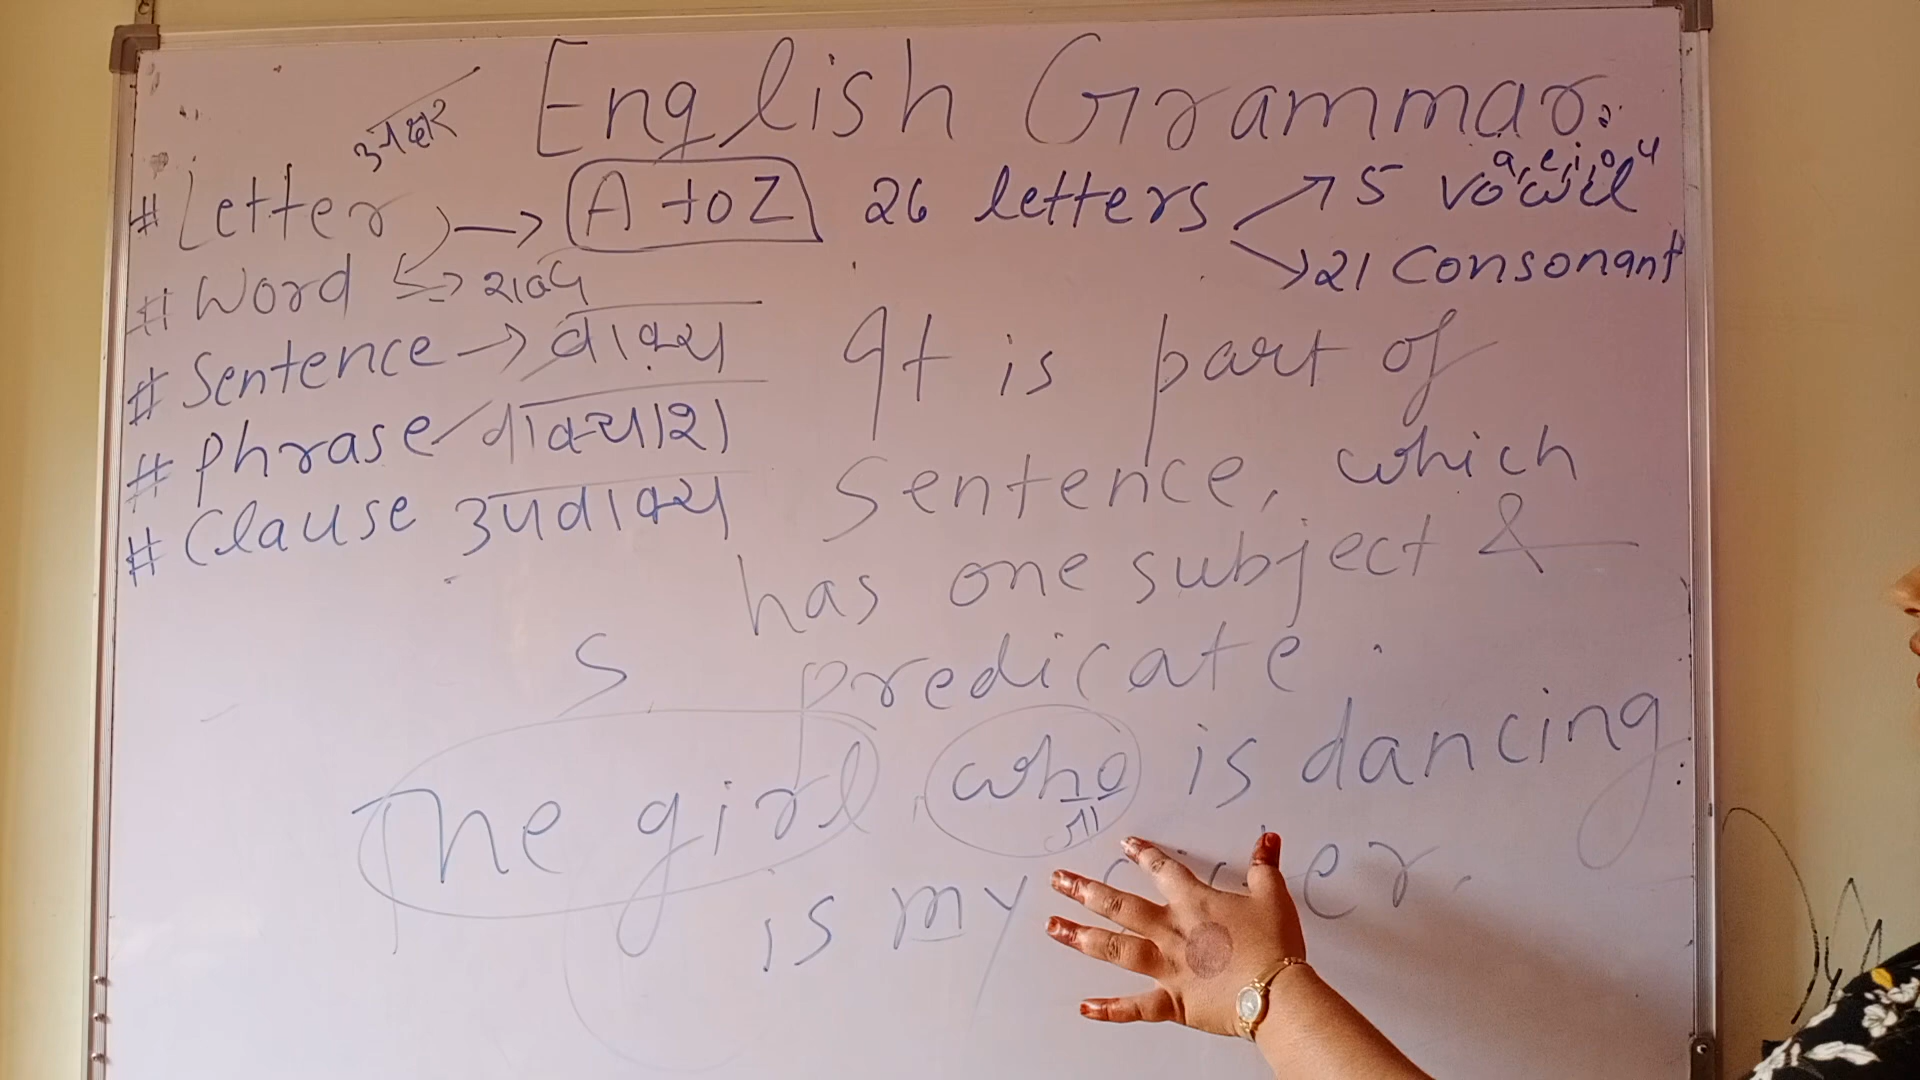 English Grammar:
# Letter अक्षर → A to Z 26 letters → 5 vowel a, e, i, o, u
→ 21 Consonant
# Word → शब्द
# Sentence → वाक्य
# Phrase वाक्यांश
# Clause उपवाक्य
It is part of
Sentence, which
has one subject &
predicate.
S
The girl, who is dancing
जो
is my